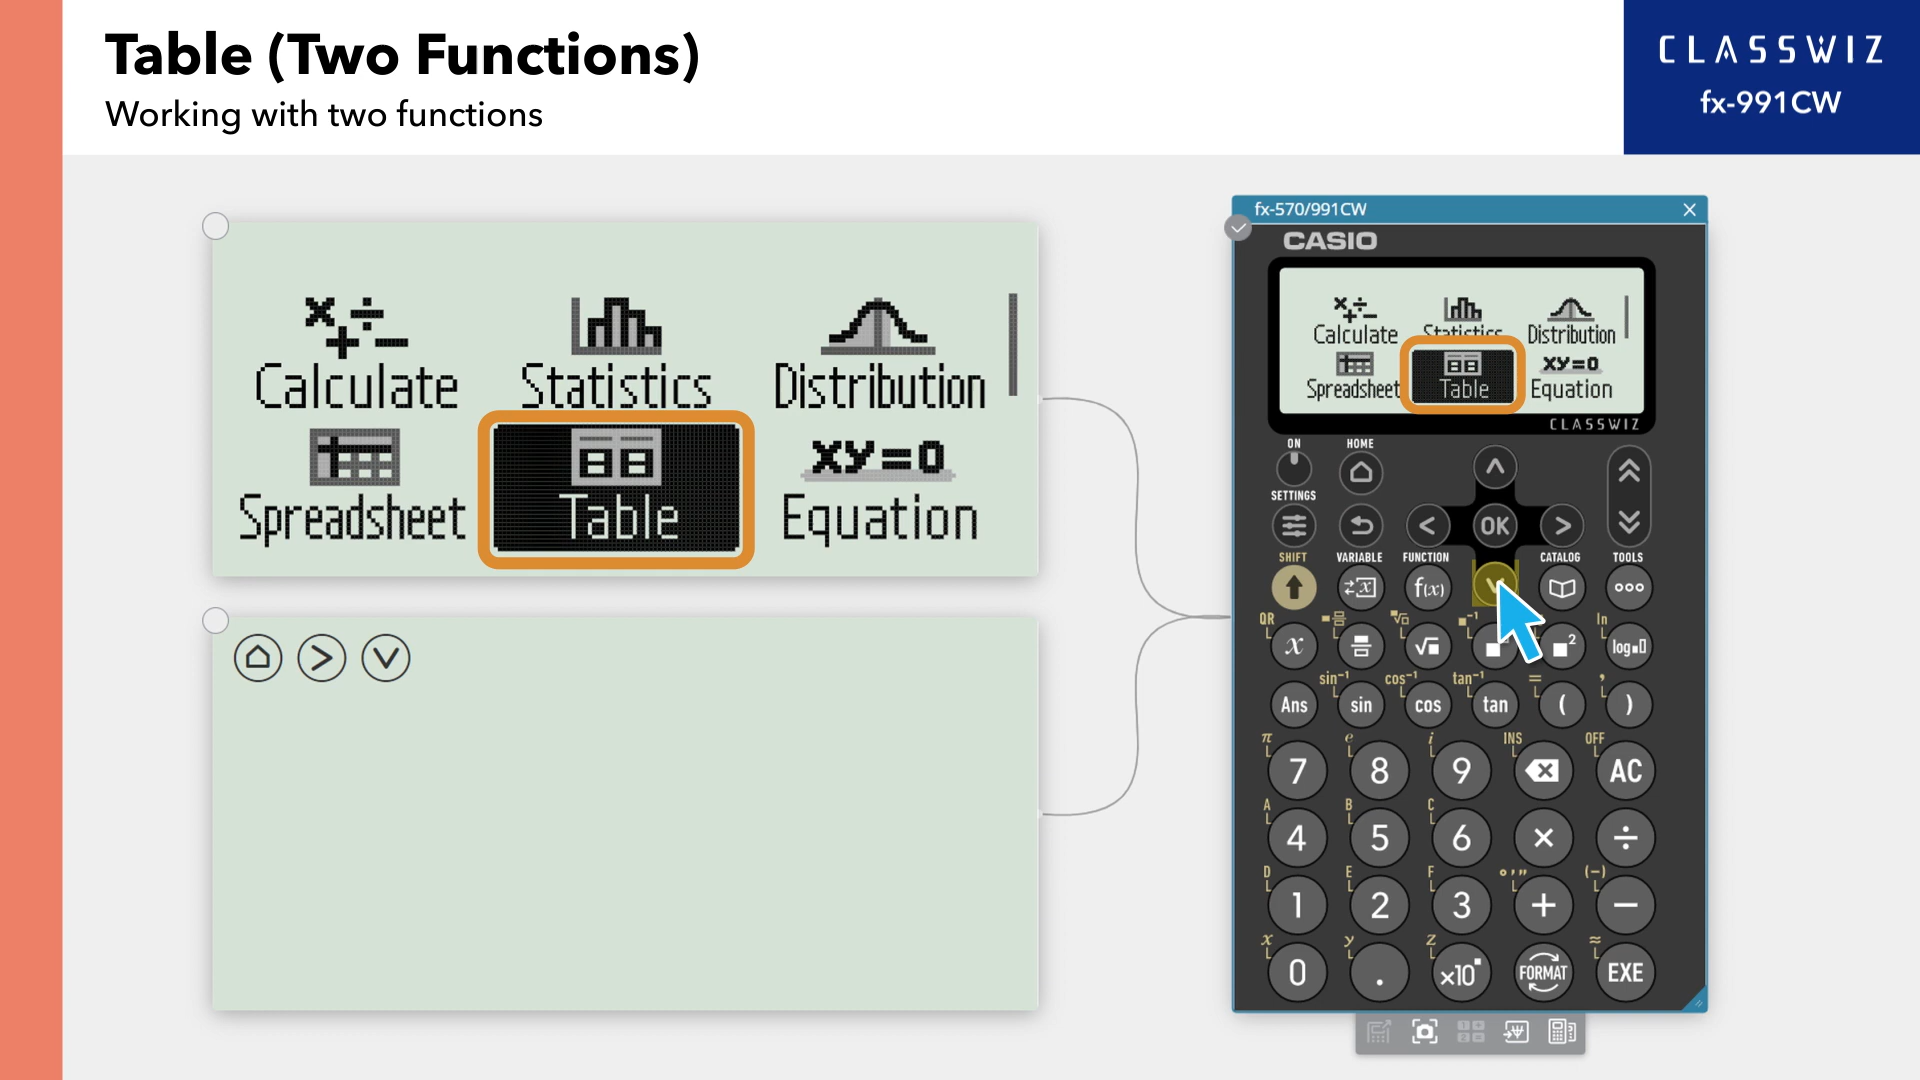 Table (Two Functions)
Working with two functions
CLASSWIZ
fx-991CW
Calculate Statistics Distribution
Spreadsheet Table Equation
xy=0
fx-570/991CW
CASIO
Calculate Statistics Distribution
xy=0
Spreadsheet Table Equation
CLASSWIZ
ON HOME
SETTINGS
OK
SHIFT VARIABLE FUNCTION CATALOG TOOLS
x f(x)
QR √ ■⁻¹ ln
x √■ ■ ■² log■▯
sin⁻¹ cos⁻¹ tan⁻¹ = ,
Ans sin cos tan ( )
π e i INS OFF
7 8 9 AC
A B C
4 5 6 × ÷
D E F °,,, (−)
1 2 3 + −
x y z ≈
0 . ×10■ FORMAT EXE